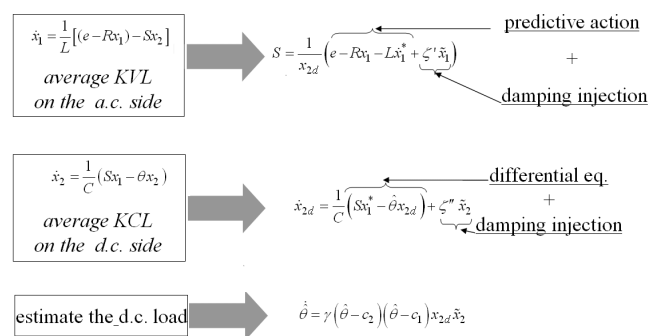 ẋ₁ = 1/L [(e − Rx₁) − Sx₂]
average KVL
on the a.c. side
S = 1/x₂d (e − Rx₁ − Lẋ₁* + ζ' x̃₁)
predictive action
+
damping injection
ẋ₂ = 1/C (Sx₁ − θx₂)
average KCL
on the d.c. side
ẋ₂d = 1/C (Sx₁* − θ̂x₂d) + ζ'' x̃₂
differential eq.
+
damping injection
estimate the d.c. load
θ̂̇ = γ(θ̂ − c₂)(θ̂ − c₁)x₂d x̃₂